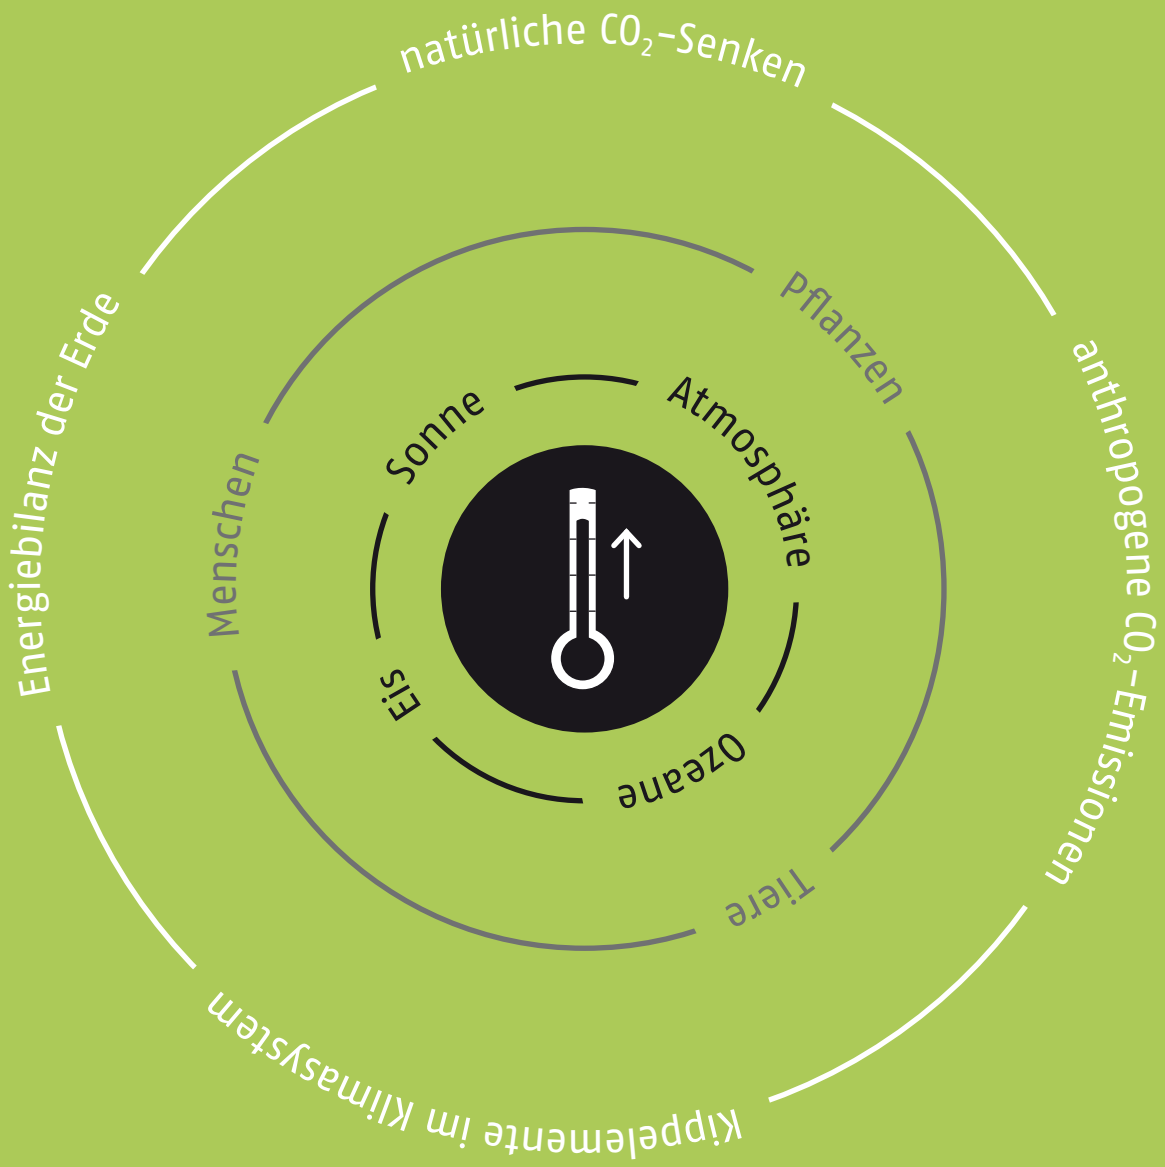 natürliche CO₂-Senken
anthropogene CO₂-Emissionen
Kippelemente im Klimasystem
Energiebilanz der Erde
Pflanzen
Tiere
Menschen
Sonne
Atmosphäre
Ozeane
Eis